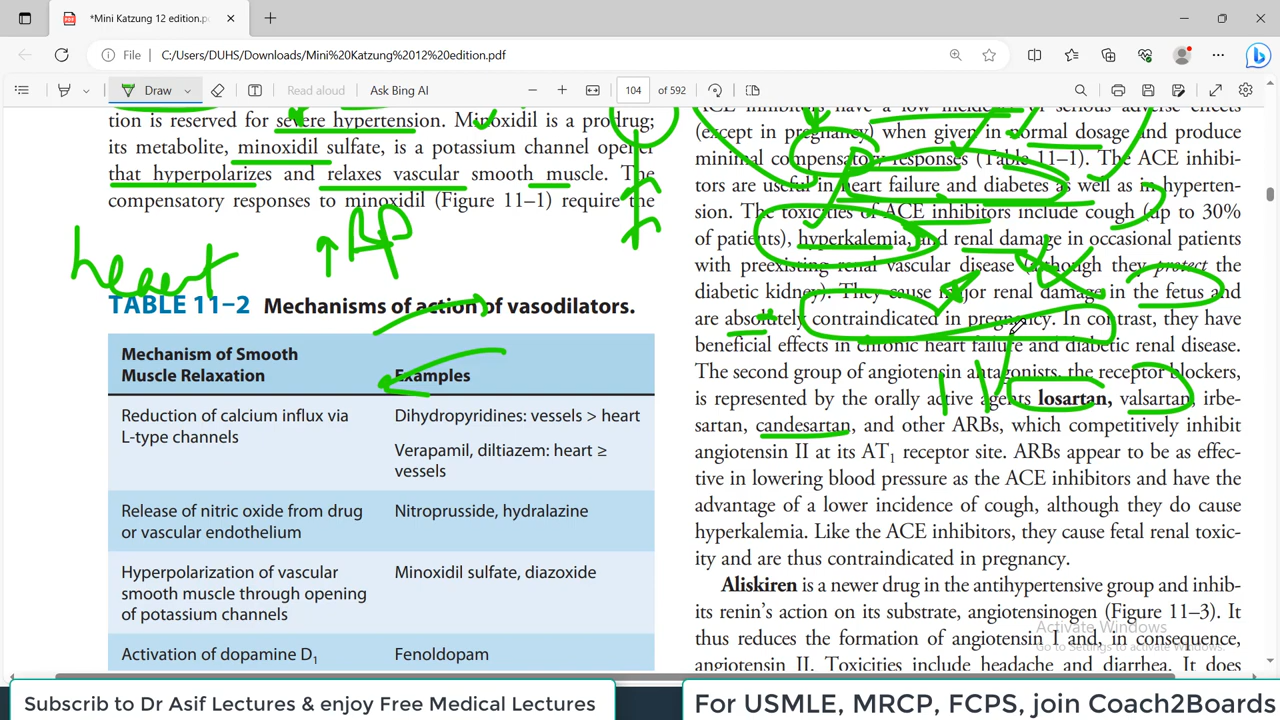 *Mini Katzung 12 edition.p
File
C:/Users/DUHS/Downloads/Mini%20Katzung%2012%20edition.pdf
Draw
Read aloud
Ask Bing AI
104 of 592
tion is reserved for severe hypertension. Minoxidil is a prodrug;
its metabolite, minoxidil sulfate, is a potassium channel opener
that hyperpolarizes and relaxes vascular smooth muscle. The
compensatory responses to minoxidil (Figure 11–1) require the
heart
↑ BP
TABLE 11–2 Mechanisms of action of vasodilators.
Mechanism of Smooth
Muscle Relaxation
Examples
Reduction of calcium influx via
L-type channels
Dihydropyridines: vessels > heart
Verapamil, diltiazem: heart ≥
vessels
Release of nitric oxide from drug
or vascular endothelium
Nitroprusside, hydralazine
Hyperpolarization of vascular
smooth muscle through opening
of potassium channels
Minoxidil sulfate, diazoxide
Activation of dopamine D1
Fenoldopam
ACE inhibitors have a low incidence of serious adverse effects
(except in pregnancy) when given in normal dosage and produce
minimal compensatory responses (Table 11–1). The ACE inhibi-
tors are useful in heart failure and diabetes as well as in hyperten-
sion. The toxicities of ACE inhibitors include cough (up to 30%
of patients), hyperkalemia, and renal damage in occasional patients
with preexisting renal vascular disease (although they protect the
diabetic kidney). They cause major renal damage in the fetus and
are absolutely contraindicated in pregnancy. In contrast, they have
beneficial effects in chronic heart failure and diabetic renal disease.
The second group of angiotensin antagonists, the receptor blockers,
is represented by the orally active agents losartan, valsartan, irbe-
sartan, candesartan, and other ARBs, which competitively inhibit
angiotensin II at its AT1 receptor site. ARBs appear to be as effec-
tive in lowering blood pressure as the ACE inhibitors and have the
advantage of a lower incidence of cough, although they do cause
hyperkalemia. Like the ACE inhibitors, they cause fetal renal toxic-
ity and are thus contraindicated in pregnancy.
Aliskiren is a newer drug in the antihypertensive group and inhib-
its renin's action on its substrate, angiotensinogen (Figure 11–3). It
thus reduces the formation of angiotensin I and, in consequence,
angiotensin II. Toxicities include headache and diarrhea. It does
Activate Windows
Go to Settings to activate Windows.
Subscrib to Dr Asif Lectures & enjoy Free Medical Lectures
For USMLE, MRCP, FCPS, join Coach2Boards